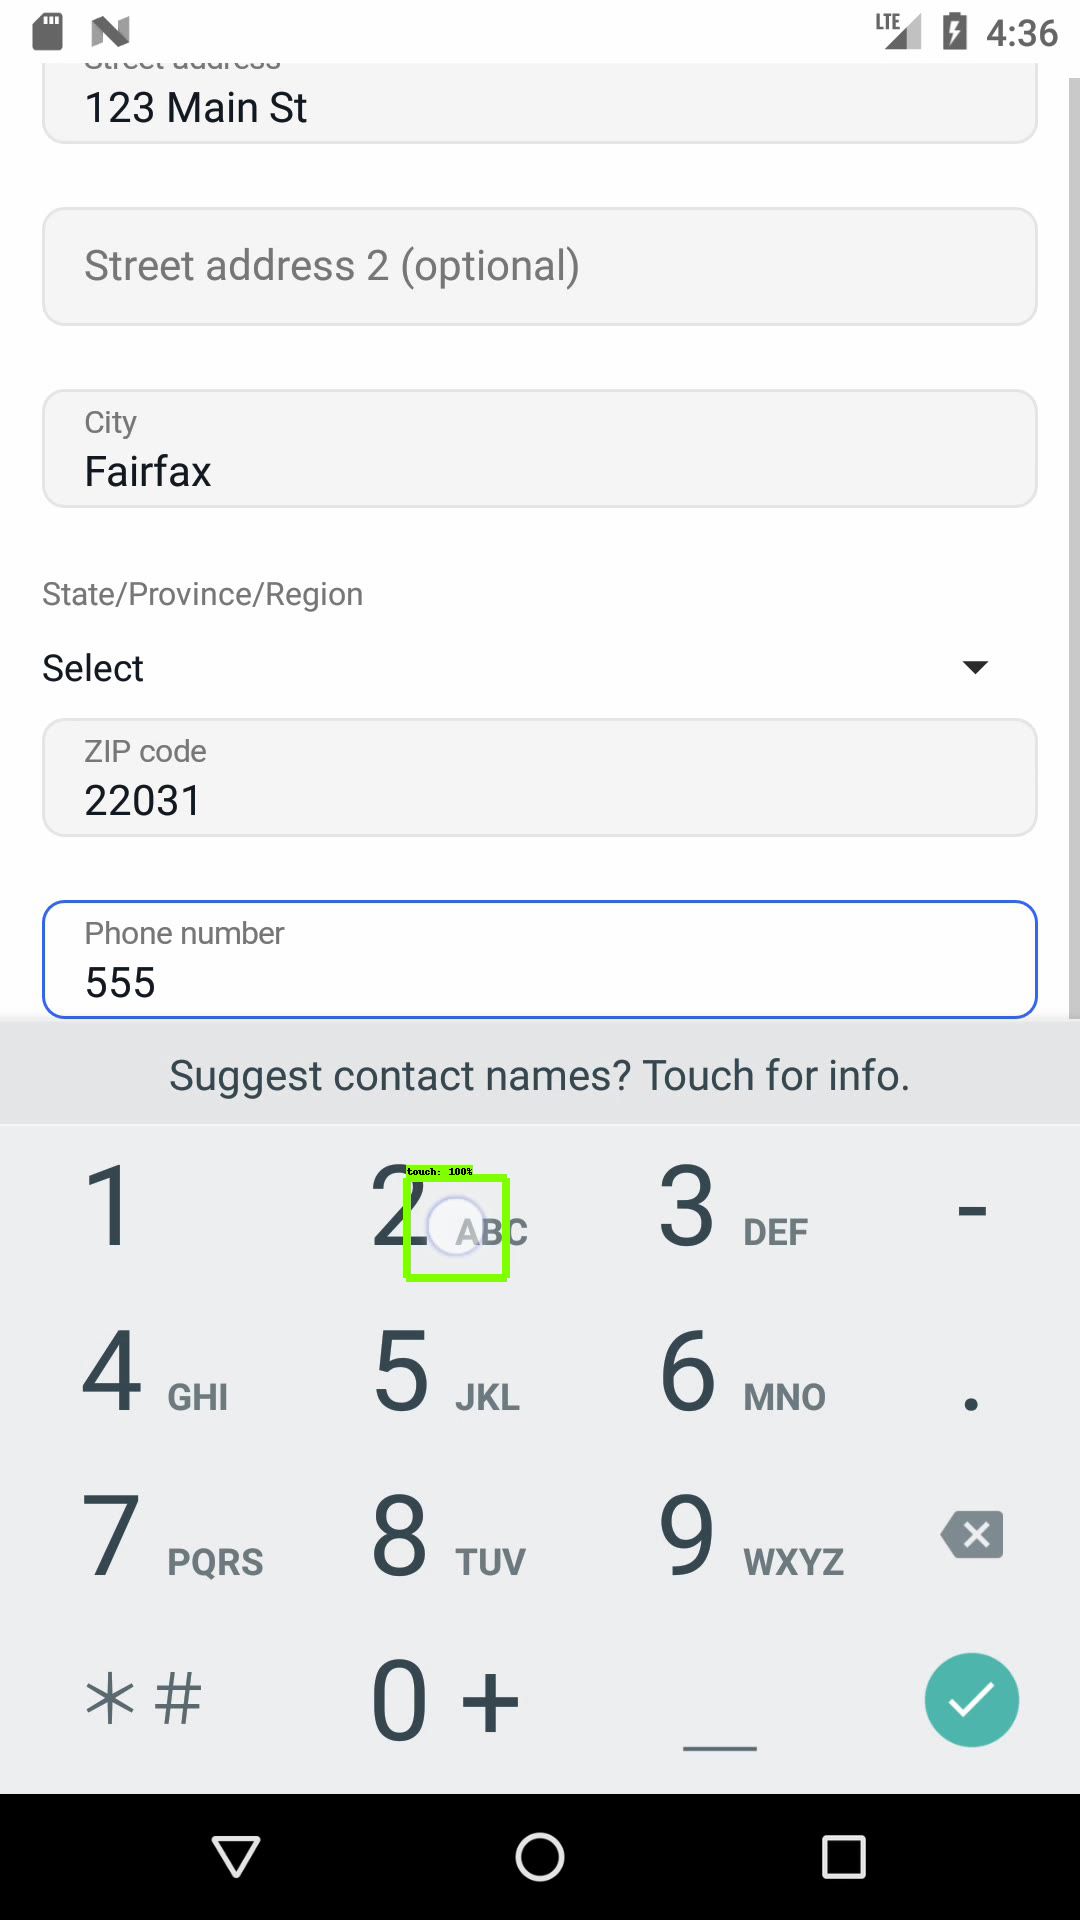 LTE 4:36
Street address
123 Main St
Street address 2 (optional)
City
Fairfax
State/Province/Region
Select
ZIP code
22031
Phone number
555
Suggest contact names? Touch for info.
touch: 100%
1 2 ABC 3 DEF -
4 GHI 5 JKL 6 MNO .
7 PQRS 8 TUV 9 WXYZ
*# 0 + _